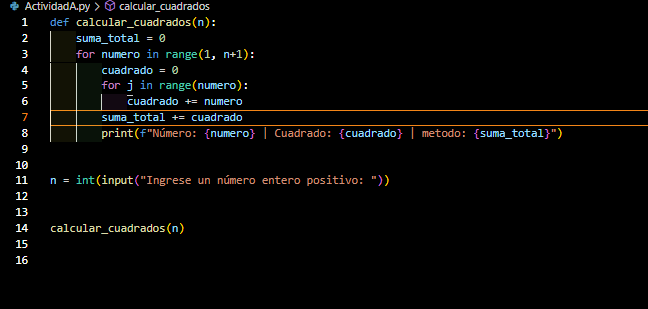 ActividadA.py > calcular_cuadrados
1 def calcular_cuadrados(n):
2     suma_total = 0
3     for numero in range(1, n+1):
4         cuadrado = 0
5         for j in range(numero):
6             cuadrado += numero
7         suma_total += cuadrado
8         print(f"Número: {numero} | Cuadrado: {cuadrado} | metodo: {suma_total}")
9
10
11 n = int(input("Ingrese un número entero positivo: "))
12
13
14 calcular_cuadrados(n)
15
16